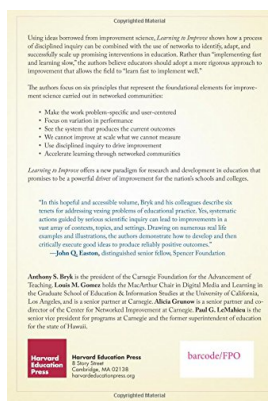 Copyrighted Material
Using ideas borrowed from improvement science, Learning to Improve shows how a process
of disciplined inquiry can be combined with the use of networks to identify, adapt, and
successfully scale up promising interventions in education. Rather than "implementing fast
and learning slow," the authors believe educators should adopt a more rigorous approach to
improvement that allows the field to "learn fast to implement well."
The authors focus on six principles that represent the foundational elements for improve-
ment science carried out in networked communities:
• Make the work problem-specific and user-centered
• Focus on variation in performance
• See the system that produces the current outcomes
• We cannot improve at scale what we cannot measure
• Use disciplined inquiry to drive improvement
• Accelerate learning through networked communities
Learning to Improve offers a new paradigm for research and development in education that
promises to be a powerful driver of improvement for the nation's schools and colleges.
"In this hopeful and accessible volume, Bryk and his colleagues describe six
tenets for addressing vexing problems of educational practice. Yes, systematic
actions guided by serious scientific inquiry can lead to improvements in a
vast array of contexts, topics, and settings. Drawing on numerous real life
examples and illustrations, the authors demonstrate how to develop and then
critically execute good ideas to produce reliably positive outcomes."
—John Q. Easton, distinguished senior fellow, Spencer Foundation
Anthony S. Bryk is the president of the Carnegie Foundation for the Advancement of
Teaching. Louis M. Gomez holds the MacArthur Chair in Digital Media and Learning in
the Graduate School of Education & Information Studies at the University of California,
Los Angeles, and is a senior partner at Carnegie. Alicia Grunow is a senior partner and co-
director of the Center for Networked Improvement at Carnegie. Paul G. LeMahieu is the
senior vice president for programs at Carnegie and the former superintendent of education
for the state of Hawaii.
Harvard
Education
Press
Harvard Education Press
8 Story Street
Cambridge, MA 02138
harvardeducationpress.org
barcode/FPO
Copyrighted Material